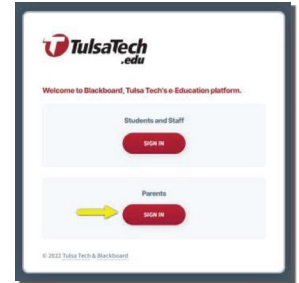 TulsaTech
.edu
Welcome to Blackboard, Tulsa Tech's e-Education platform.
Students and Staff
SIGN IN
Parents
SIGN IN
© 2022 Tulsa Tech & Blackboard